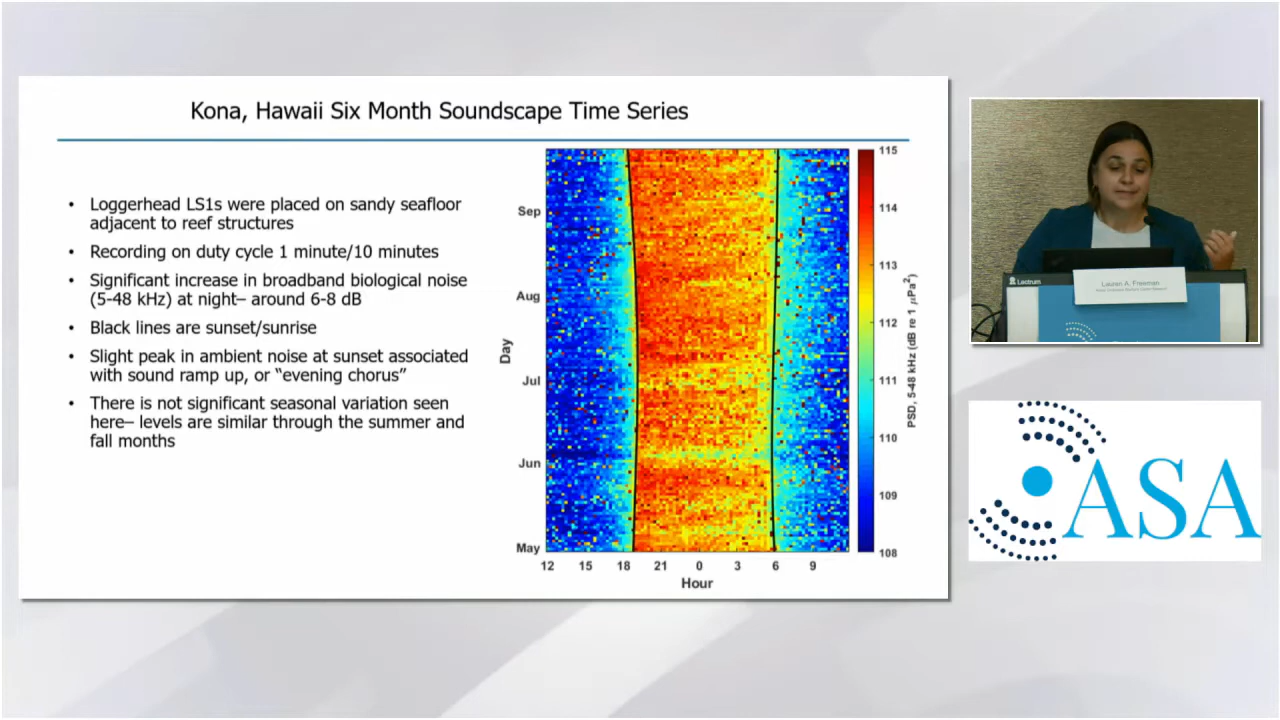 Kona, Hawaii Six Month Soundscape Time Series
• Loggerhead LS1s were placed on sandy seafloor
adjacent to reef structures
• Recording on duty cycle 1 minute/10 minutes
• Significant increase in broadband biological noise
(5-48 kHz) at night– around 6-8 dB
• Black lines are sunset/sunrise
• Slight peak in ambient noise at sunset associated
with sound ramp up, or “evening chorus”
• There is not significant seasonal variation seen
here– levels are similar through the summer and
fall months
Day
Sep
Aug
Jul
Jun
May
12 15 18 21 0 3 6 9
Hour
115
114
113
112
111
110
109
108
PSD, 5-48 kHz (dB re 1 μPa²)
Lectrum
Lauren A. Freeman
ASA